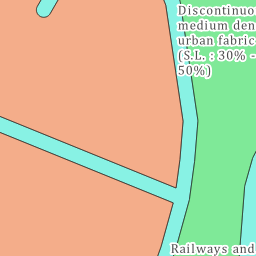 Discontinuo
medium den
urban fabric
(S.L. : 30% -
50%)
Railways and